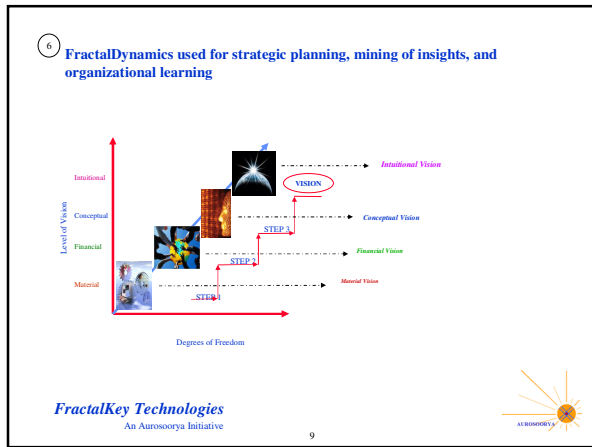 6
FractalDynamics used for strategic planning, mining of insights, and
organizational learning
Intuitional
Intuitional Vision
VISION
Level of Vision
Conceptual
Conceptual Vision
STEP 3
Financial
Financial Vision
STEP 2
Material
Material Vision
STEP 1
Degrees of Freedom
FractalKey Technologies
An Aurosoorya Initiative
AUROSOORYA
9